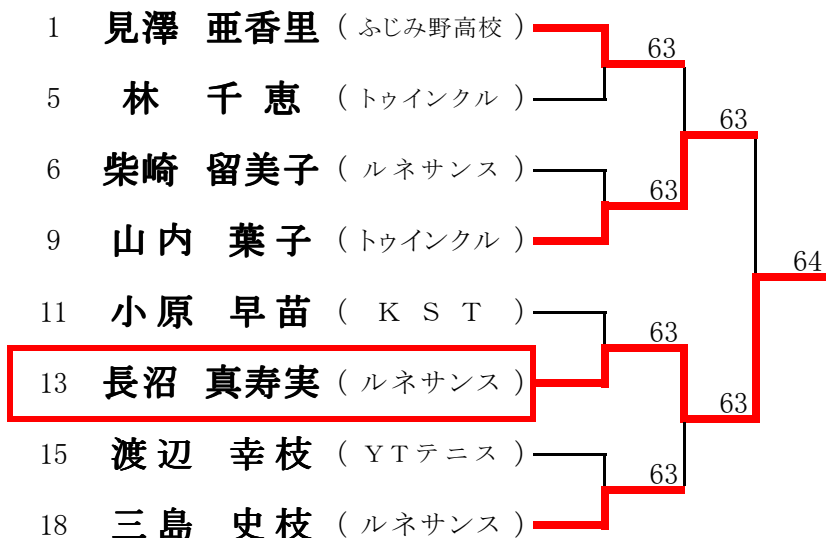 1 見澤 亜香里 ( ふじみ野高校 )
63
5 林 千恵 ( トゥインクル )
63
6 柴崎 留美子 ( ルネサンス )
63
9 山内 葉子 ( トゥインクル )
64
11 小原 早苗 ( K S T )
63
13 長沼 真寿実 ( ルネサンス )
63
15 渡辺 幸枝 ( YTテニス )
63
18 三島 史枝 ( ルネサンス )